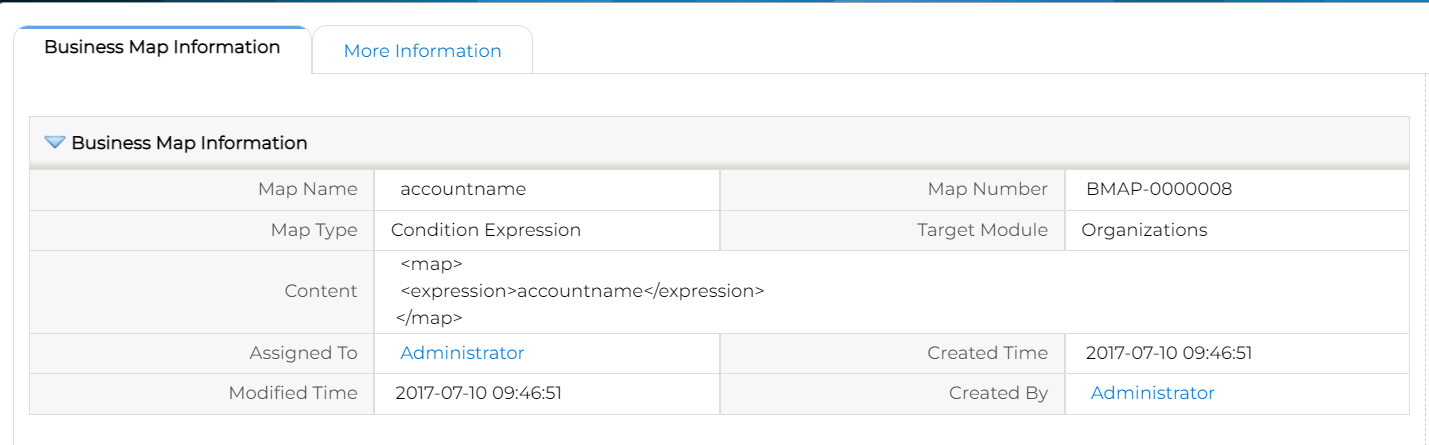 Business Map Information
More Information
Business Map Information
Map Name accountname Map Number BMAP-0000008
Map Type Condition Expression Target Module Organizations
Content <map>
<expression>accountname</expression>
</map>
Assigned To Administrator Created Time 2017-07-10 09:46:51
Modified Time 2017-07-10 09:46:51 Created By Administrator